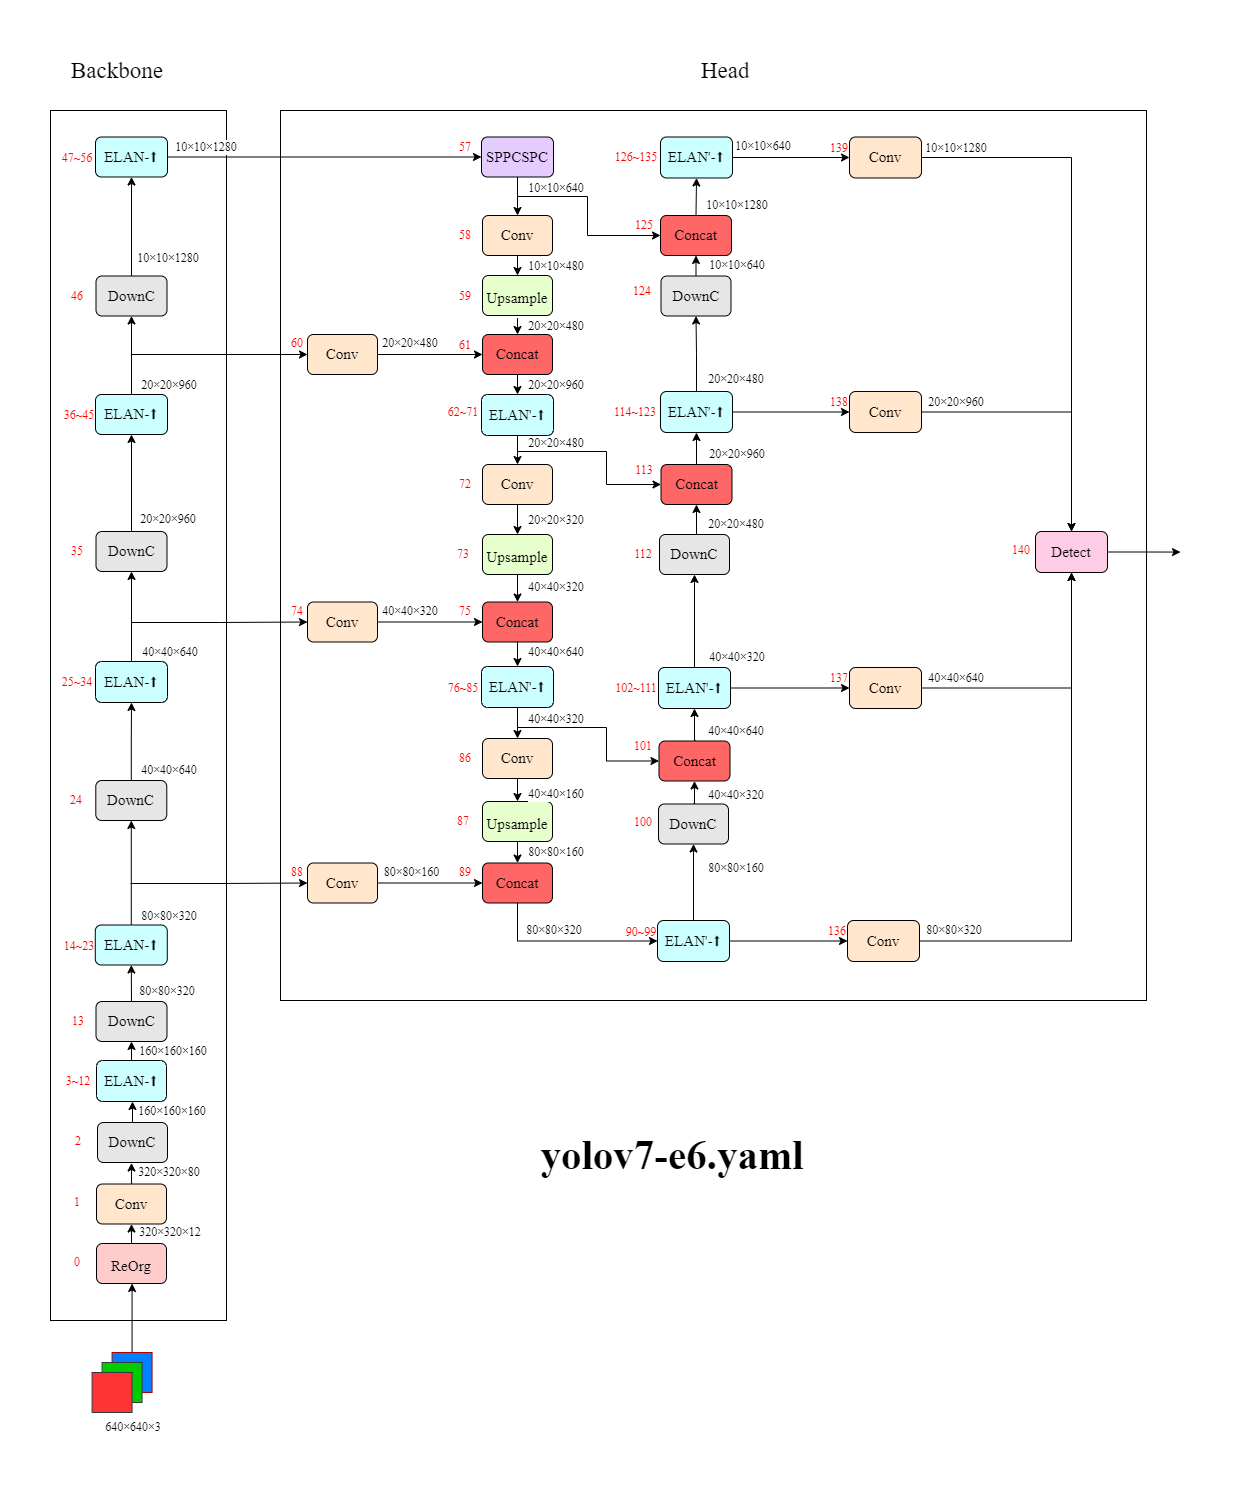 Backbone
47~56
ELAN-⬆
10×10×1280
10×10×1280
46
DownC
20×20×960
36~45
ELAN-⬆
20×20×960
35
DownC
40×40×640
25~34
ELAN-⬆
40×40×640
24
DownC
80×80×320
14~23
ELAN-⬆
80×80×320
13
DownC
160×160×160
3~12
ELAN-⬆
160×160×160
2
DownC
320×320×80
1
Conv
320×320×12
0
ReOrg
640×640×3
Head
57
SPPCSPC
10×10×640
58
Conv
10×10×480
59
Upsample
20×20×480
60
Conv
20×20×480
61
Concat
20×20×960
62~71
ELAN'-⬆
20×20×480
72
Conv
20×20×320
73
Upsample
40×40×320
74
Conv
40×40×320
75
Concat
40×40×640
76~85
ELAN'-⬆
40×40×320
86
Conv
40×40×160
87
Upsample
80×80×160
88
Conv
80×80×160
89
Concat
80×80×320
126~135
ELAN'-⬆
10×10×640
139
Conv
10×10×1280
10×10×1280
125
Concat
10×10×640
124
DownC
20×20×480
114~123
ELAN'-⬆
138
Conv
20×20×960
20×20×960
113
Concat
20×20×480
112
DownC
140
Detect
40×40×320
102~111
ELAN'-⬆
137
Conv
40×40×640
40×40×640
101
Concat
40×40×320
100
DownC
80×80×160
90~99
ELAN'-⬆
136
Conv
80×80×320
yolov7-e6.yaml